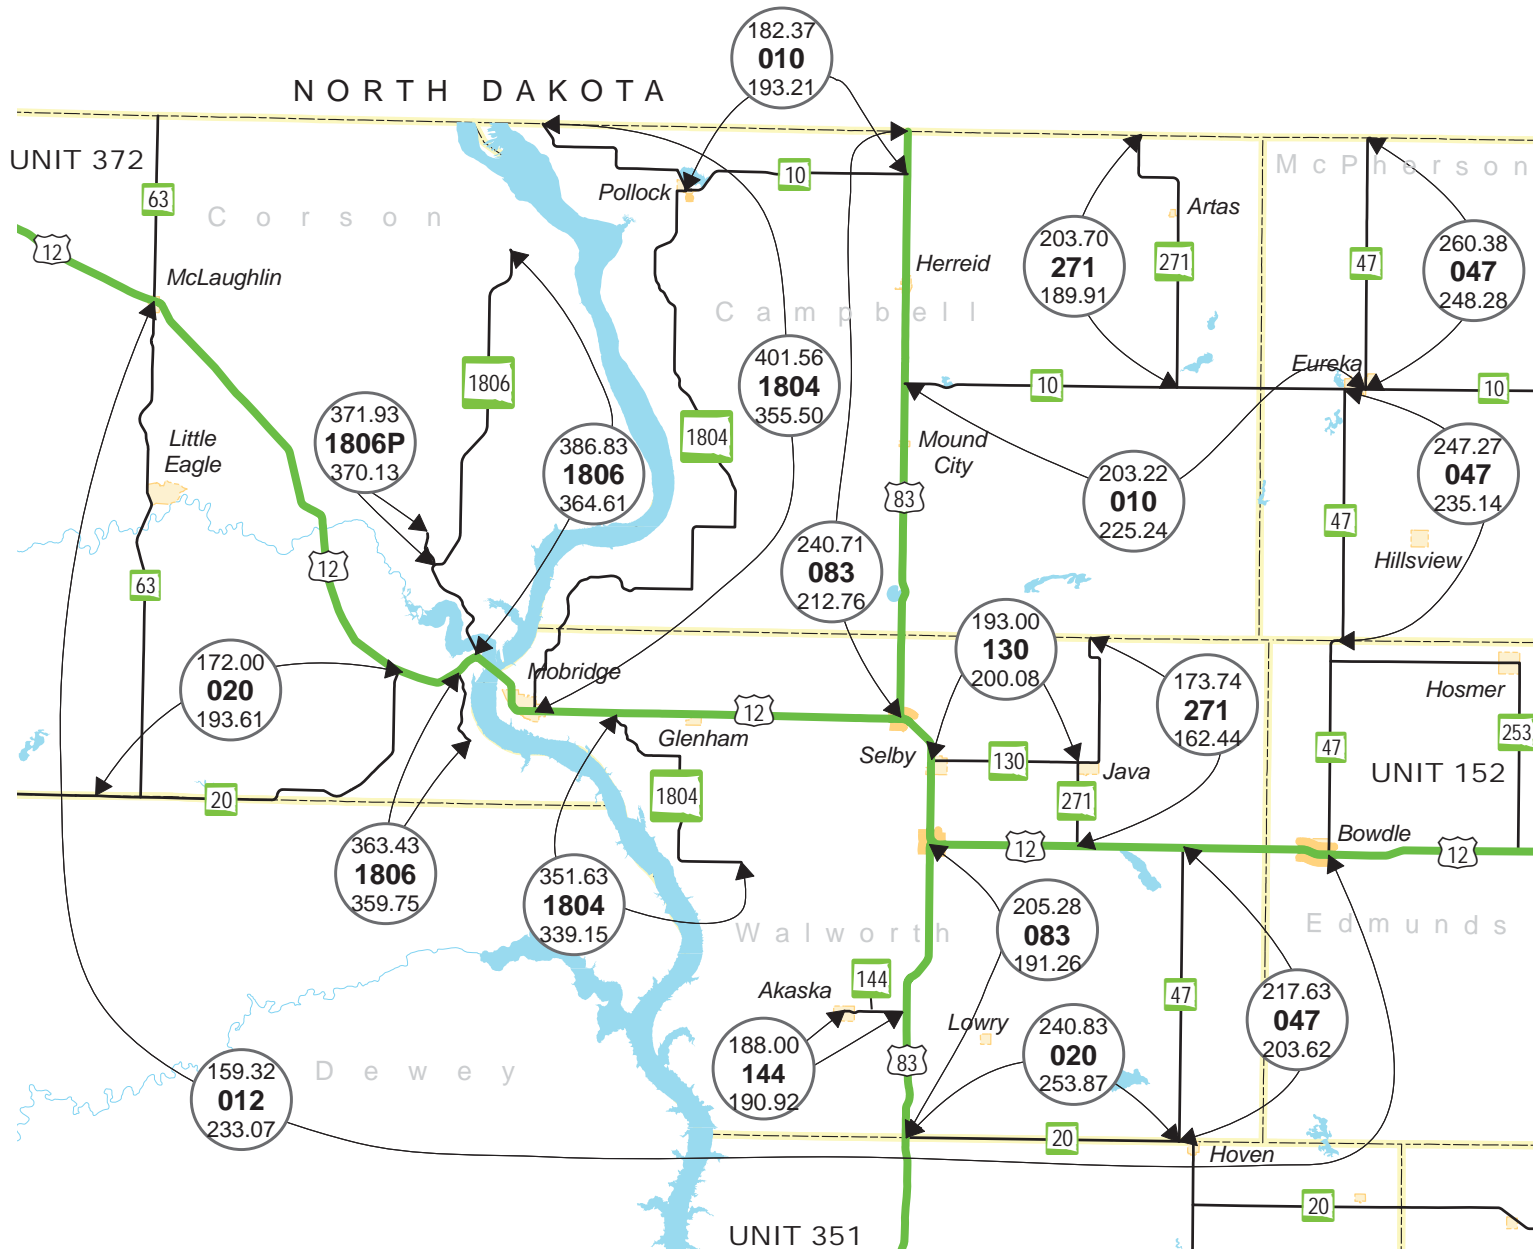 182.37
010
193.21
NORTH DAKOTA
UNIT 372
McPherson
63
Pollock
10
Corson
Artas
12
203.70
271
189.91
271
47
260.38
047
248.28
McLaughlin
Herreid
Campbell
1806
401.56
1804
355.50
Eureka
10
10
371.93
1806P
370.13
Little
Eagle
386.83
1806
364.61
1804
Mound
City
203.22
010
225.24
247.27
047
235.14
83
47
Hillsview
12
63
240.71
083
212.76
193.00
130
200.08
172.00
020
193.61
Mobridge
173.74
271
162.44
Hosmer
12
Glenham
Selby
130
Java
47
253
UNIT 152
20
1804
271
363.43
1806
359.75
351.63
1804
339.15
12
Bowdle
12
205.28
083
191.26
Walworth
Edmunds
144
Akaska
47
217.63
047
203.62
Lowry
188.00
144
190.92
83
240.83
020
253.87
Dewey
159.32
012
233.07
20
Hoven
20
UNIT 351